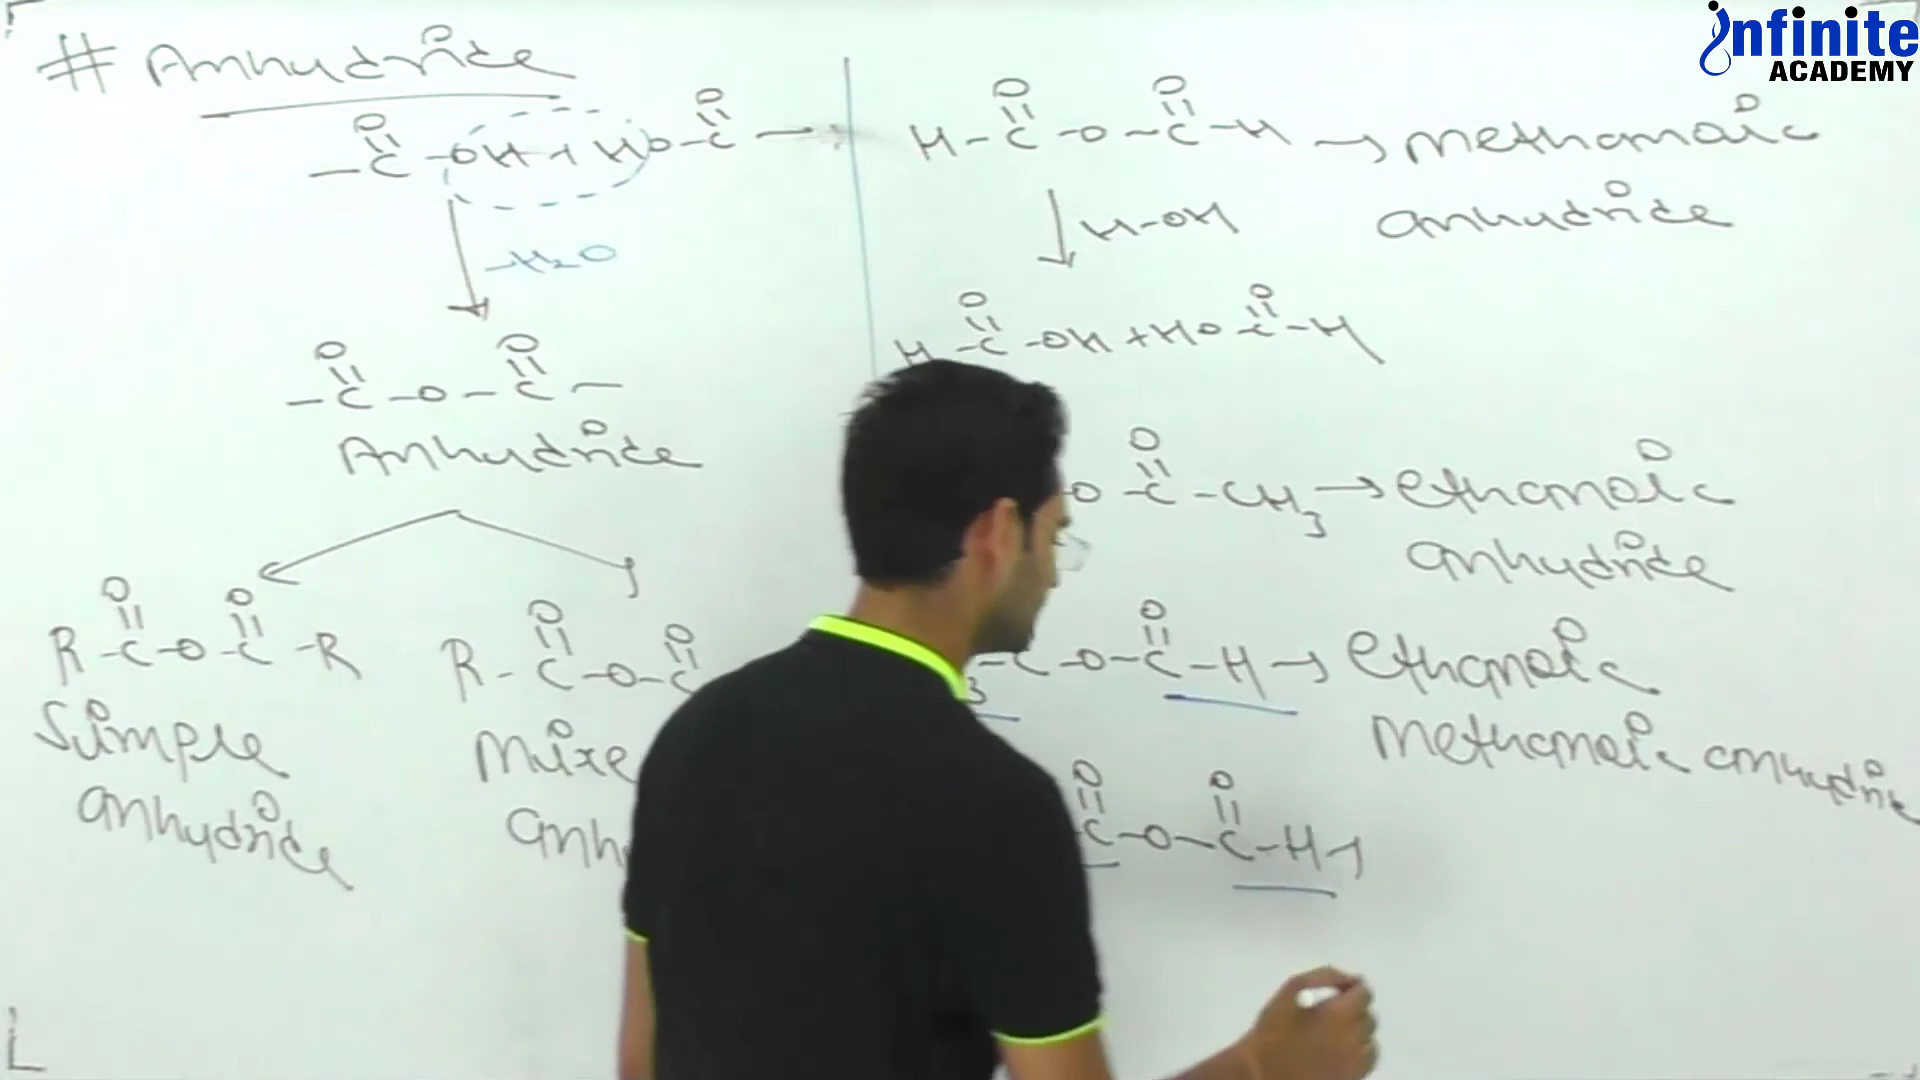 infinite
ACADEMY
# Anhydride
O O
|| ||
-C-OH + HO-C- →
↓ -H2O
O O
|| ||
-C-O-C-
Anhydride
O O
|| ||
R-C-O-C-R
Simple
anhydride
O O
|| ||
R-C-O-C
Mixe
anh
O O
|| ||
H-C-O-C-H → methanoic
anhydride
↓ H-OH
O O
|| ||
H-C-OH + HO-C-H
O
||
O-C-CH3 → ethanoic
anhydride
O
||
3-C-O-C-H → ethanoic
methanoic anhydride
O O
|| ||
C-O-C-H →